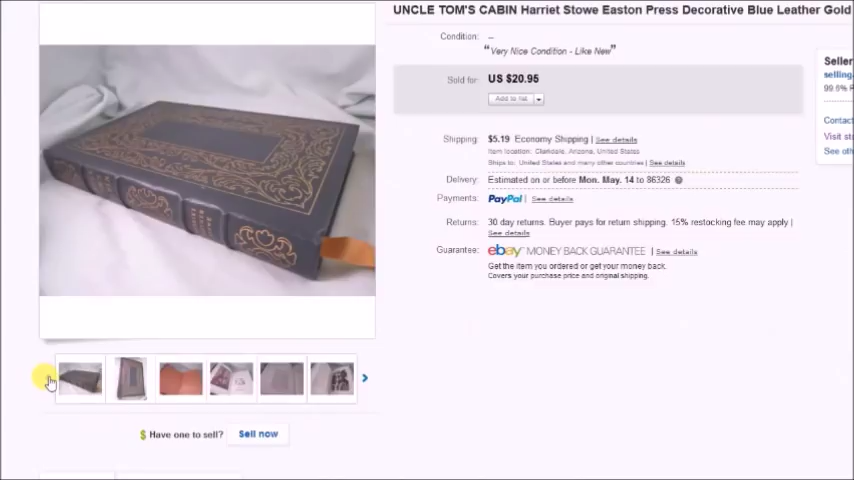 UNCLE TOM'S CABIN Harriet Stowe Easton Press Decorative Blue Leather Gold
Condition: --
"Very Nice Condition - Like New"
Sold for: US $20.95
Add to list
Shipping: $5.19 Economy Shipping | See details
Item location: Clarkdale, Arizona, United States
Ships to: United States and many other countries | See details
Delivery: Estimated on or before Mon. May. 14 to 86326
Payments: PayPal | See details
Returns: 30 day returns. Buyer pays for return shipping. 15% restocking fee may apply |
See details
Guarantee: ebay MONEY BACK GUARANTEE | See details
Get the item you ordered or get your money back.
Covers your purchase price and original shipping.
Seller
selling.
99.6%
Contact
Visit st
See oth
$ Have one to sell? Sell now